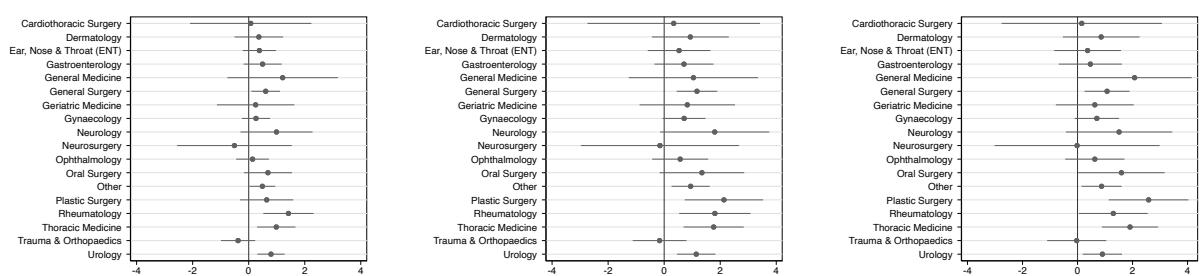 Cardiothoracic Surgery
Dermatology
Ear, Nose & Throat (ENT)
Gastroenterology
General Medicine
General Surgery
Geriatric Medicine
Gynaecology
Neurology
Neurosurgery
Ophthalmology
Oral Surgery
Other
Plastic Surgery
Rheumatology
Thoracic Medicine
Trauma & Orthopaedics
Urology
-4 -2 0 2 4
Cardiothoracic Surgery
Dermatology
Ear, Nose & Throat (ENT)
Gastroenterology
General Medicine
General Surgery
Geriatric Medicine
Gynaecology
Neurology
Neurosurgery
Ophthalmology
Oral Surgery
Other
Plastic Surgery
Rheumatology
Thoracic Medicine
Trauma & Orthopaedics
Urology
-4 -2 0 2 4
Cardiothoracic Surgery
Dermatology
Ear, Nose & Throat (ENT)
Gastroenterology
General Medicine
General Surgery
Geriatric Medicine
Gynaecology
Neurology
Neurosurgery
Ophthalmology
Oral Surgery
Other
Plastic Surgery
Rheumatology
Thoracic Medicine
Trauma & Orthopaedics
Urology
-4 -2 0 2 4